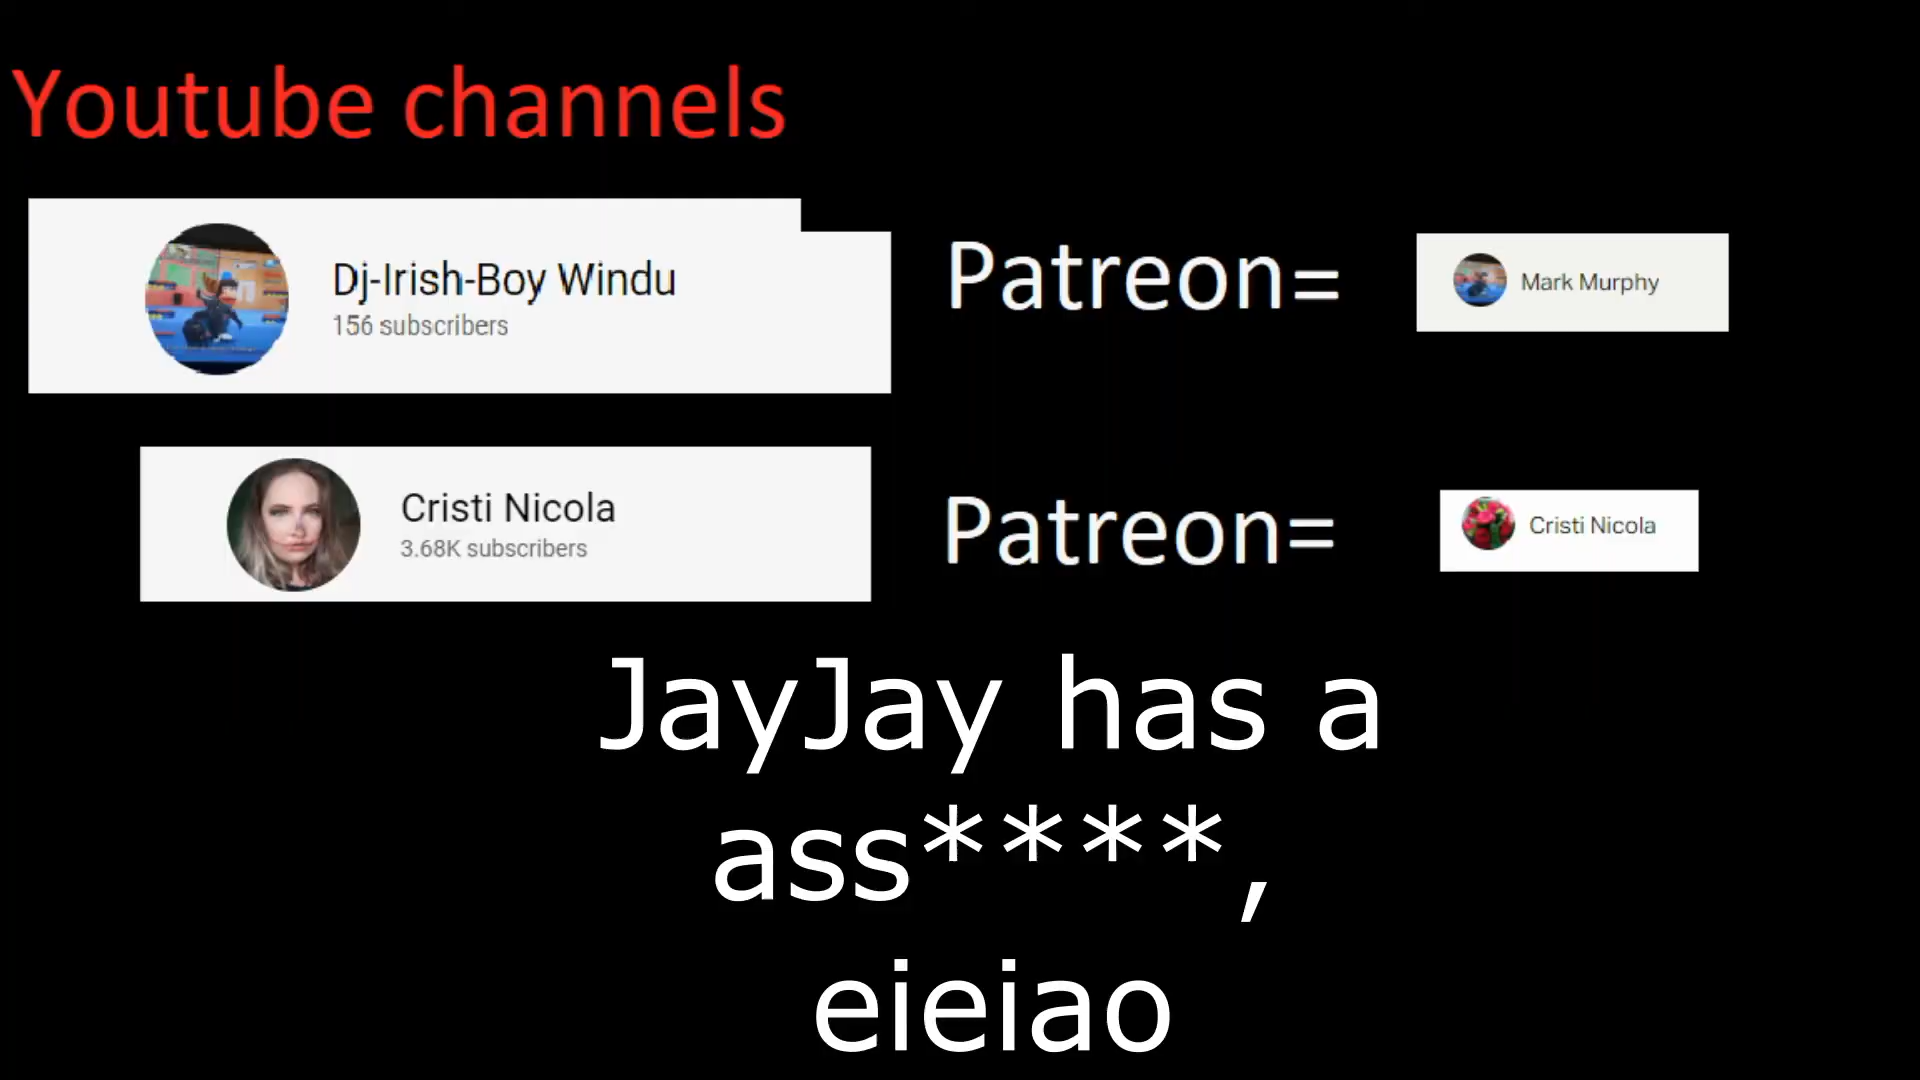 Youtube channels
Dj-Irish-Boy Windu
156 subscribers
Patreon=
Mark Murphy
Cristi Nicola
3.68K subscribers
Patreon=
Cristi Nicola
JayJay has a
ass****,
eieiao